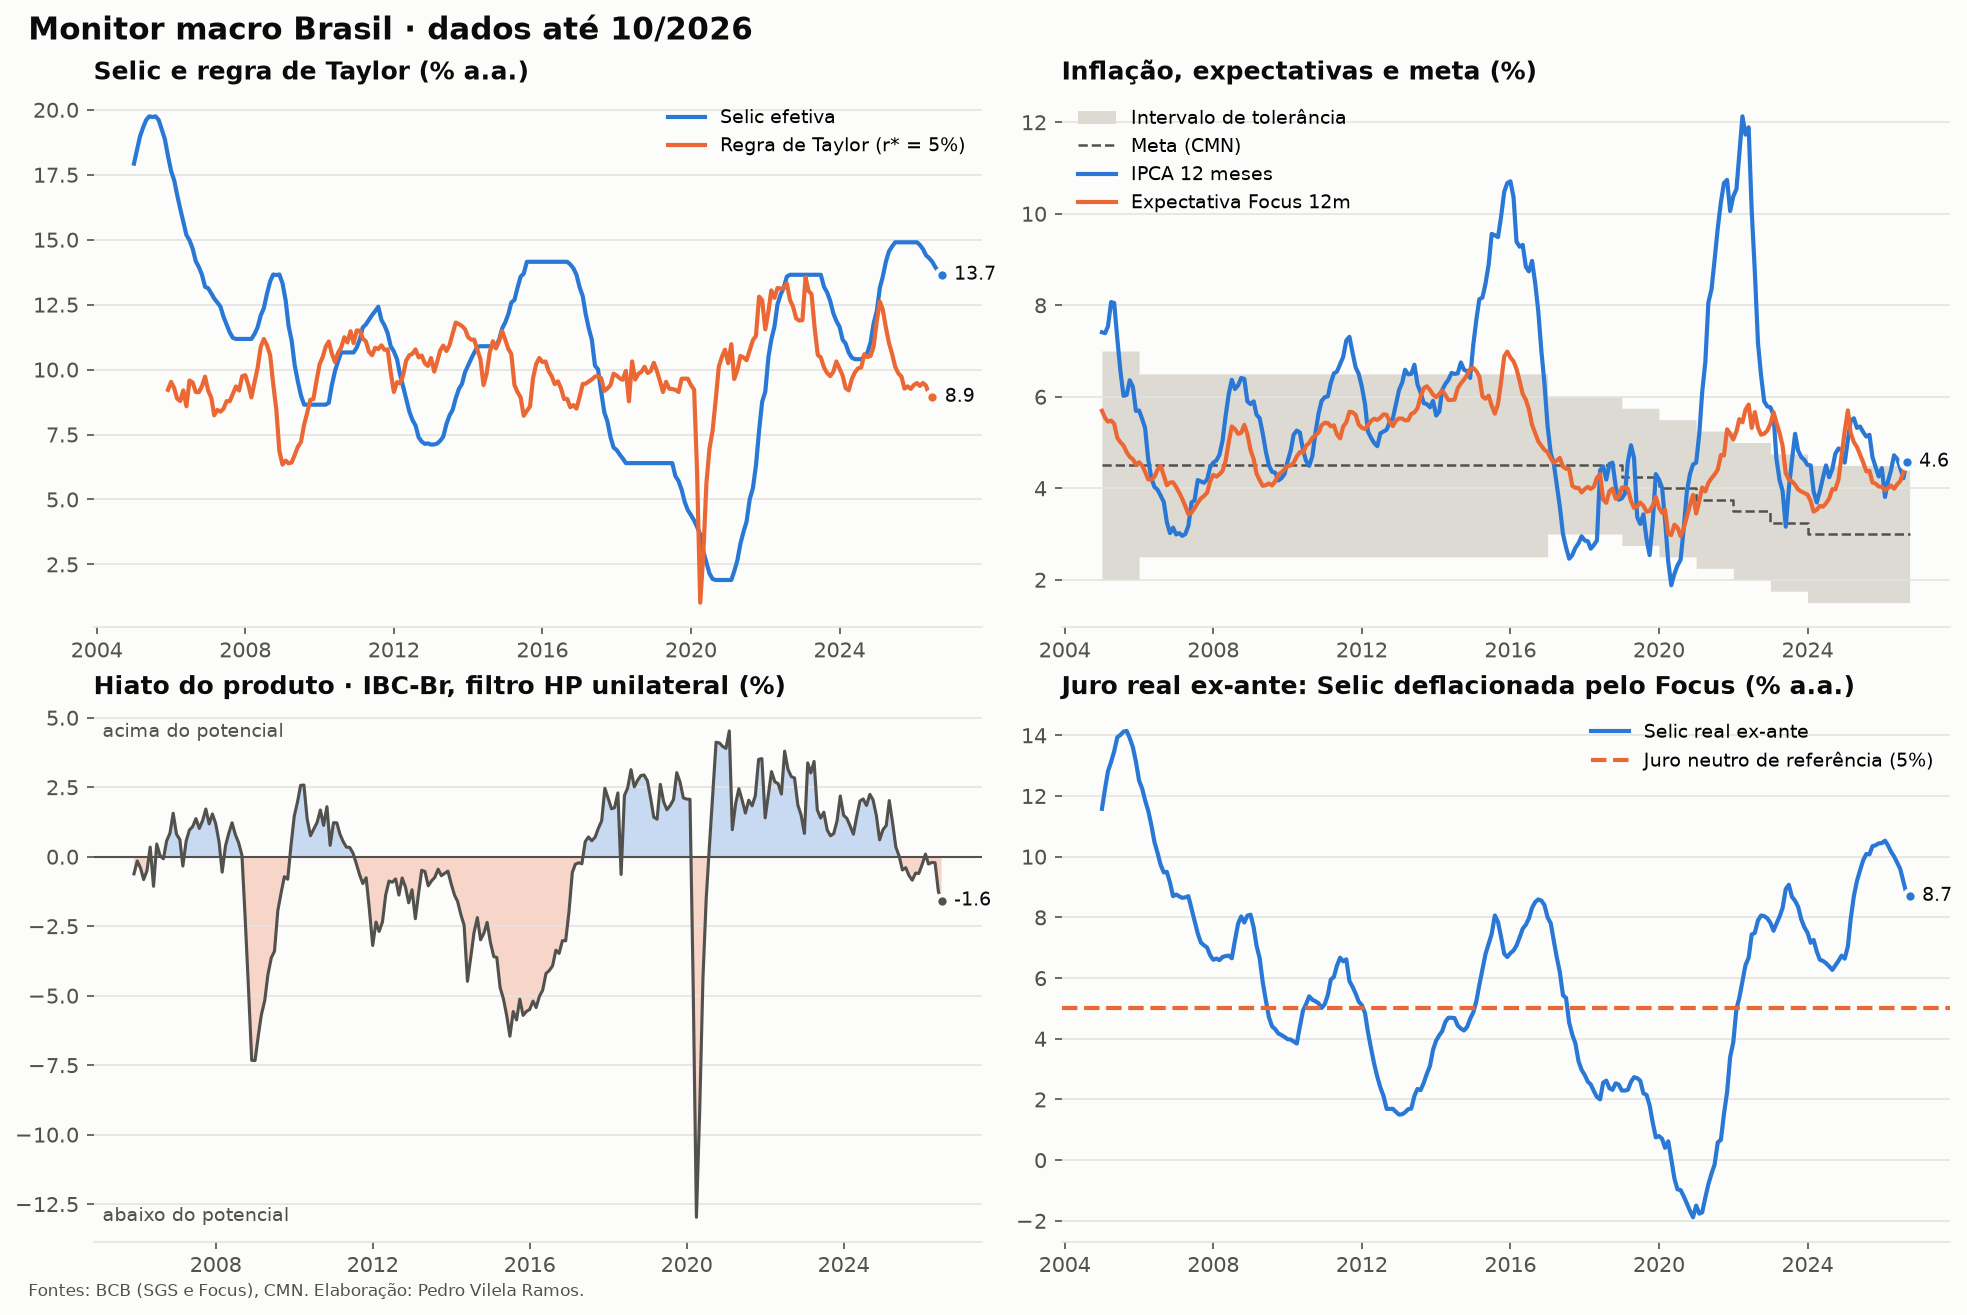 Monitor macro Brasil · dados até 10/2026
Selic e regra de Taylor (% a.a.)
Selic efetiva
Regra de Taylor (r* = 5%)
20.0
17.5
15.0
12.5
10.0
7.5
5.0
2.5
13.7
8.9
2004 2008 2012 2016 2020 2024
Inflação, expectativas e meta (%)
Intervalo de tolerância
Meta (CMN)
IPCA 12 meses
Expectativa Focus 12m
12
10
8
6
4
2
4.6
2004 2008 2012 2016 2020 2024
Hiato do produto · IBC-Br, filtro HP unilateral (%)
acima do potencial
5.0
2.5
0.0
−2.5
−5.0
−7.5
−10.0
−12.5
-1.6
abaixo do potencial
2008 2012 2016 2020 2024
Juro real ex-ante: Selic deflacionada pelo Focus (% a.a.)
Selic real ex-ante
Juro neutro de referência (5%)
14
12
10
8
6
4
2
0
−2
8.7
2004 2008 2012 2016 2020 2024
Fontes: BCB (SGS e Focus), CMN. Elaboração: Pedro Vilela Ramos.